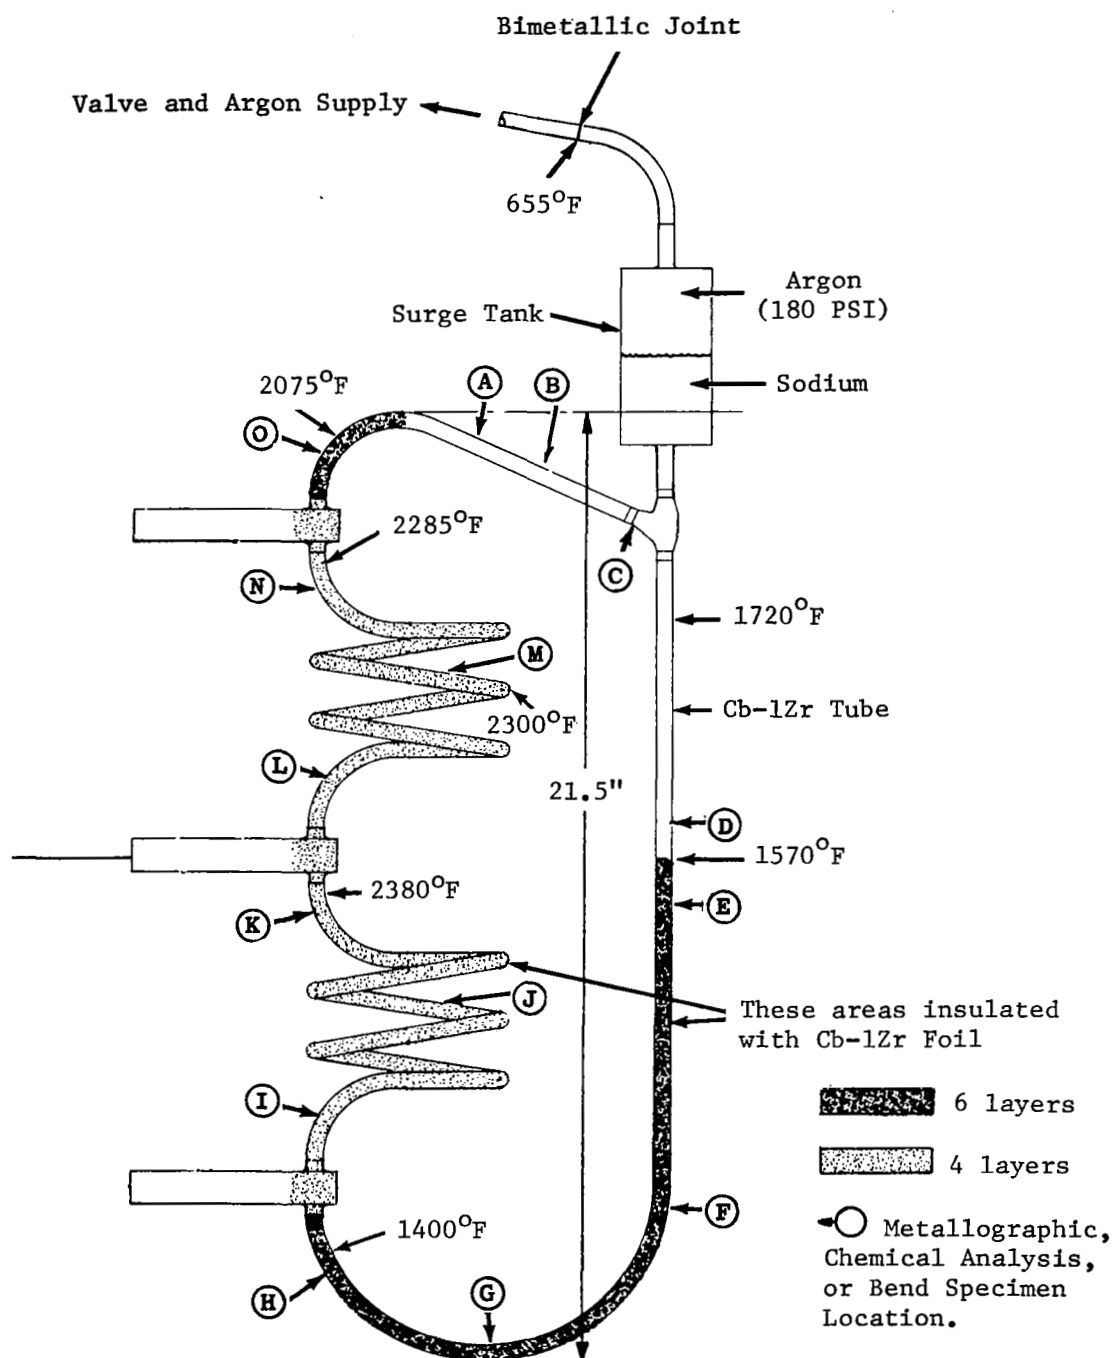 Bimetallic Joint
Valve and Argon Supply
655°F
Argon
(180 PSI)
Surge Tank
Sodium
2075°F
A
B
O
2285°F
C
N
1720°F
M
2300°F
Cb-1Zr Tube
L
21.5"
D
1570°F
2380°F
E
K
J
These areas insulated
with Cb-1Zr Foil
I
6 layers
4 layers
1400°F
F
H
G
Metallographic,
Chemical Analysis,
or Bend Specimen
Location.